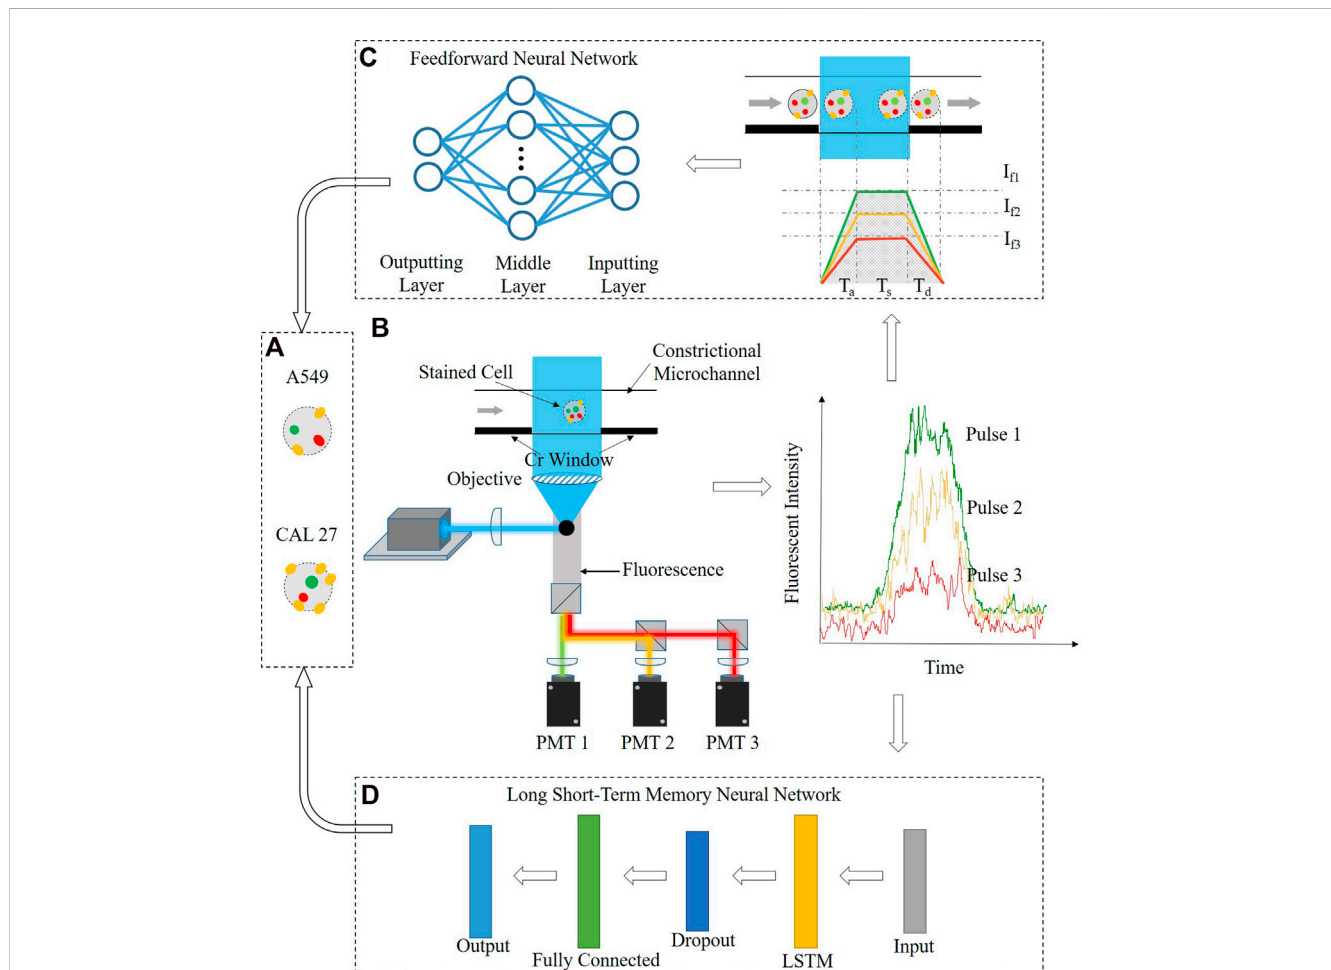 C
Feedforward Neural Network
Outputting
Layer
Middle
Layer
Inputting
Layer
If1
If2
If3
Ta
Ts
Td
A
A549
CAL 27
B
Stained Cell
Constrictional
Microchannel
Cr Window
Objective
Fluorescence
PMT 1
PMT 2
PMT 3
Fluorescent Intensity
Pulse 1
Pulse 2
Pulse 3
Time
D
Long Short-Term Memory Neural Network
Output
Fully Connected
Dropout
LSTM
Input